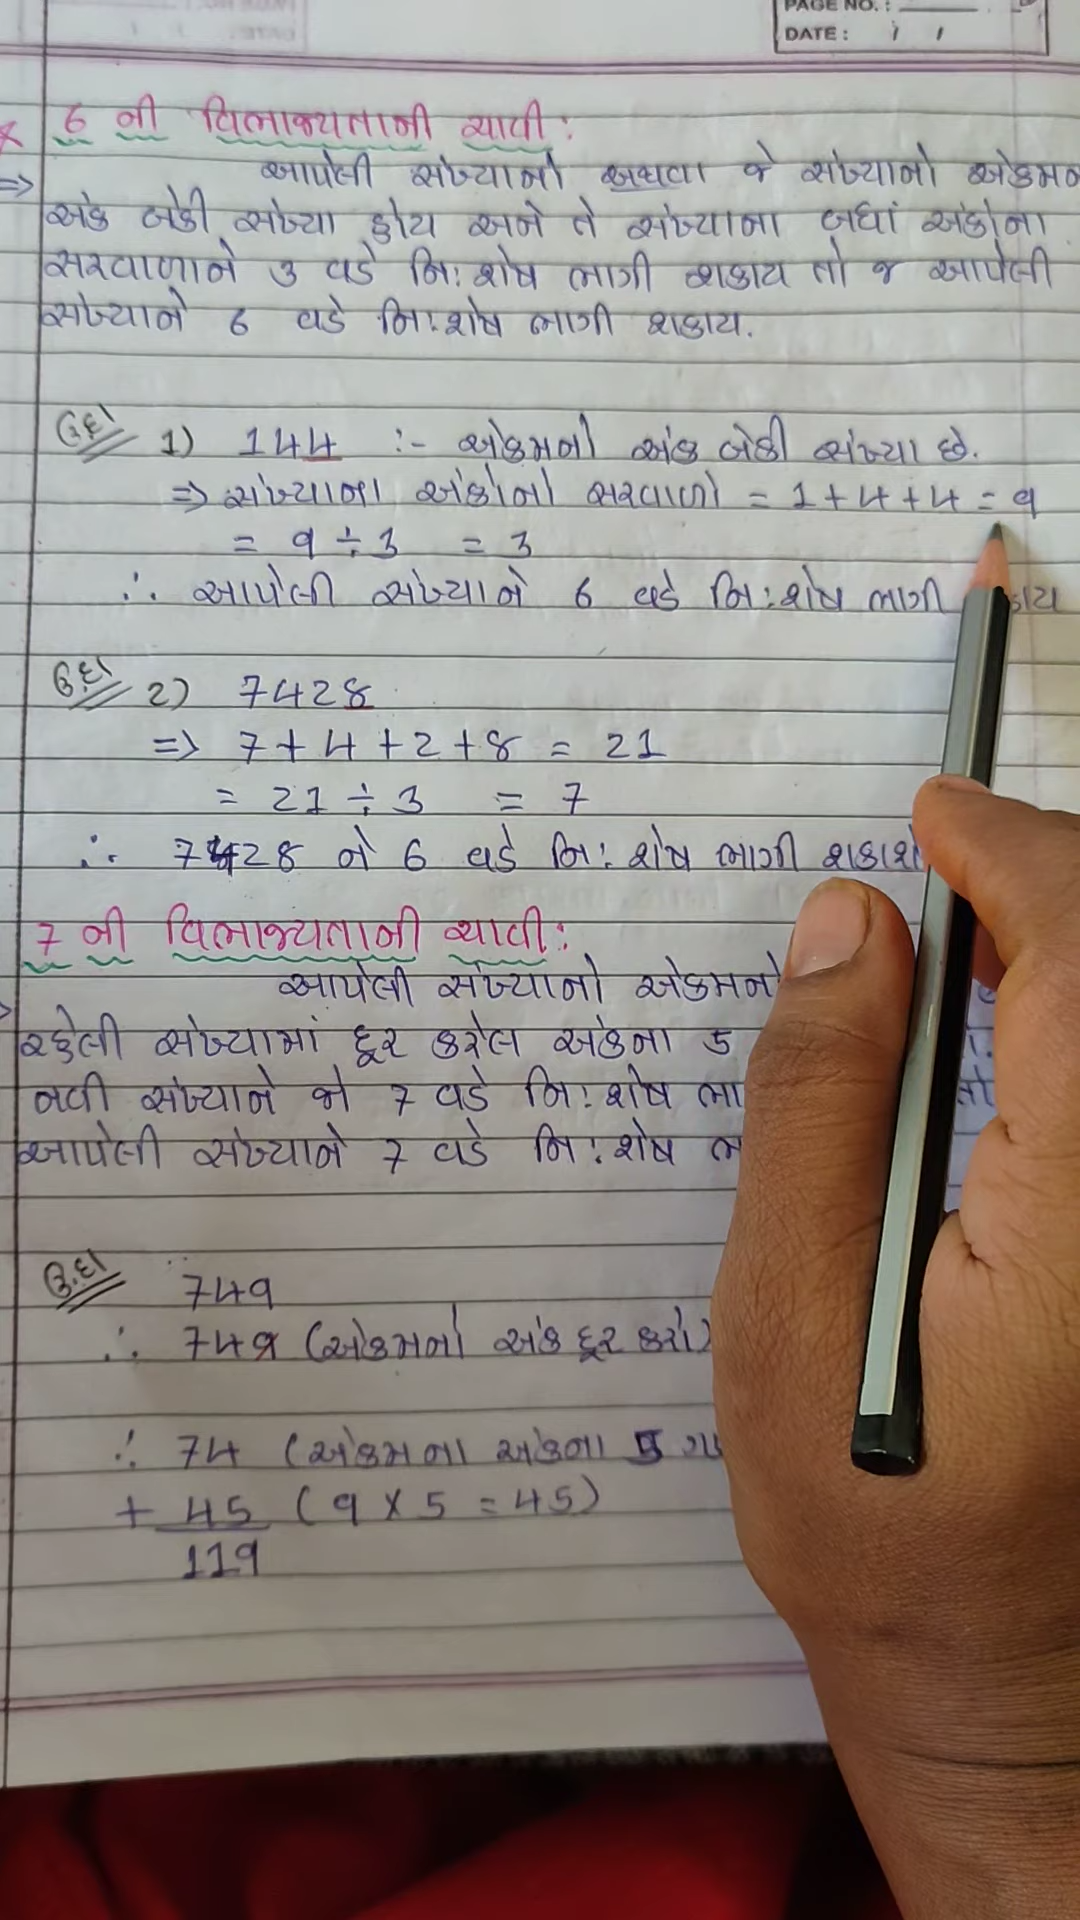 PAGE NO. :
DATE :
6 ની વિભાજ્યતાની ચાવી :
⇒ આપેલી સંખ્યાનો અથવા જે સંખ્યાનો એકમનો
અંક બેકી સંખ્યા હોય અને તે સંખ્યાના બધાં અંકોના
સરવાળાને ૩ વડે નિ:શેષ ભાગી શકાય તો જ આપેલી
સંખ્યાને 6 વડે નિ:શેષ ભાગી શકાય.
ઉદા 1) 144 :- એકમનો અંક બેકી સંખ્યા છે.
⇒ સંખ્યાના અંકોનો સરવાળો = 1 + 4 + 4 = 9
= 9 ÷ 3 = 3
∴ આપેલી સંખ્યાને 6 વડે નિ:શેષ ભાગી
ઉદા 2) 7428
⇒ 7 + 4 + 2 + 8 = 21
= 21 ÷ 3 = 7
∴ 7428 ને 6 વડે નિ: શેષ ભાગી
7 ની વિભાજ્યતાની ચાવી :
આપેલી સંખ્યાનો એકમનો
રહેલી સંખ્યામાં દૂર કરેલ અંકના 5
નવી સંખ્યાને જો 7 વડે નિ:શેષ
આપેલી સંખ્યાને 7 વડે નિ:શેષ
ઉદા 749
∴ 749 (એકમનો અંક દૂર કરો)
∴ 74 (એકમના અંકના 5
+ 45 (9 × 5 = 45)
119